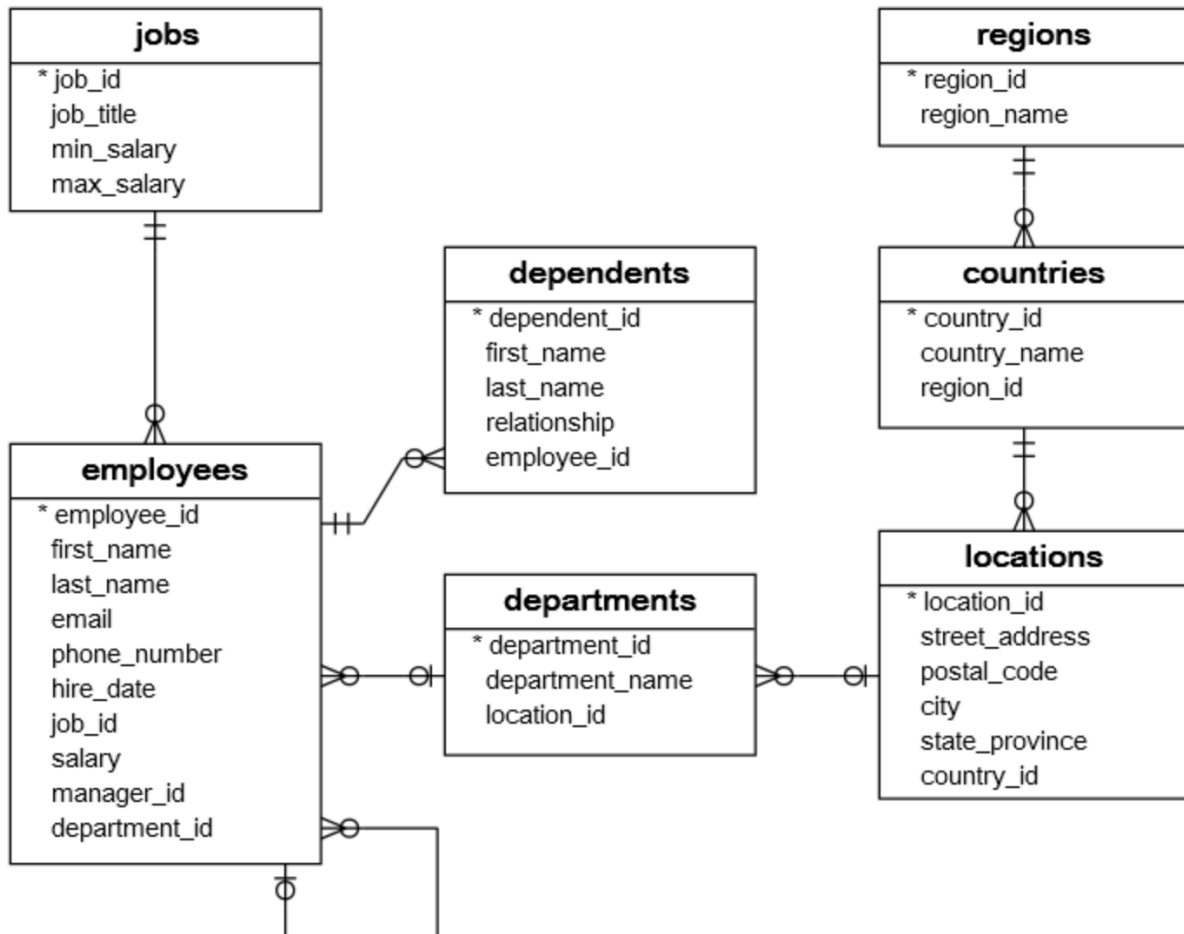 jobs
* job_id
job_title
min_salary
max_salary
regions
* region_id
region_name
dependents
* dependent_id
first_name
last_name
relationship
employee_id
countries
* country_id
country_name
region_id
employees
* employee_id
first_name
last_name
email
phone_number
hire_date
job_id
salary
manager_id
department_id
departments
* department_id
department_name
location_id
locations
* location_id
street_address
postal_code
city
state_province
country_id